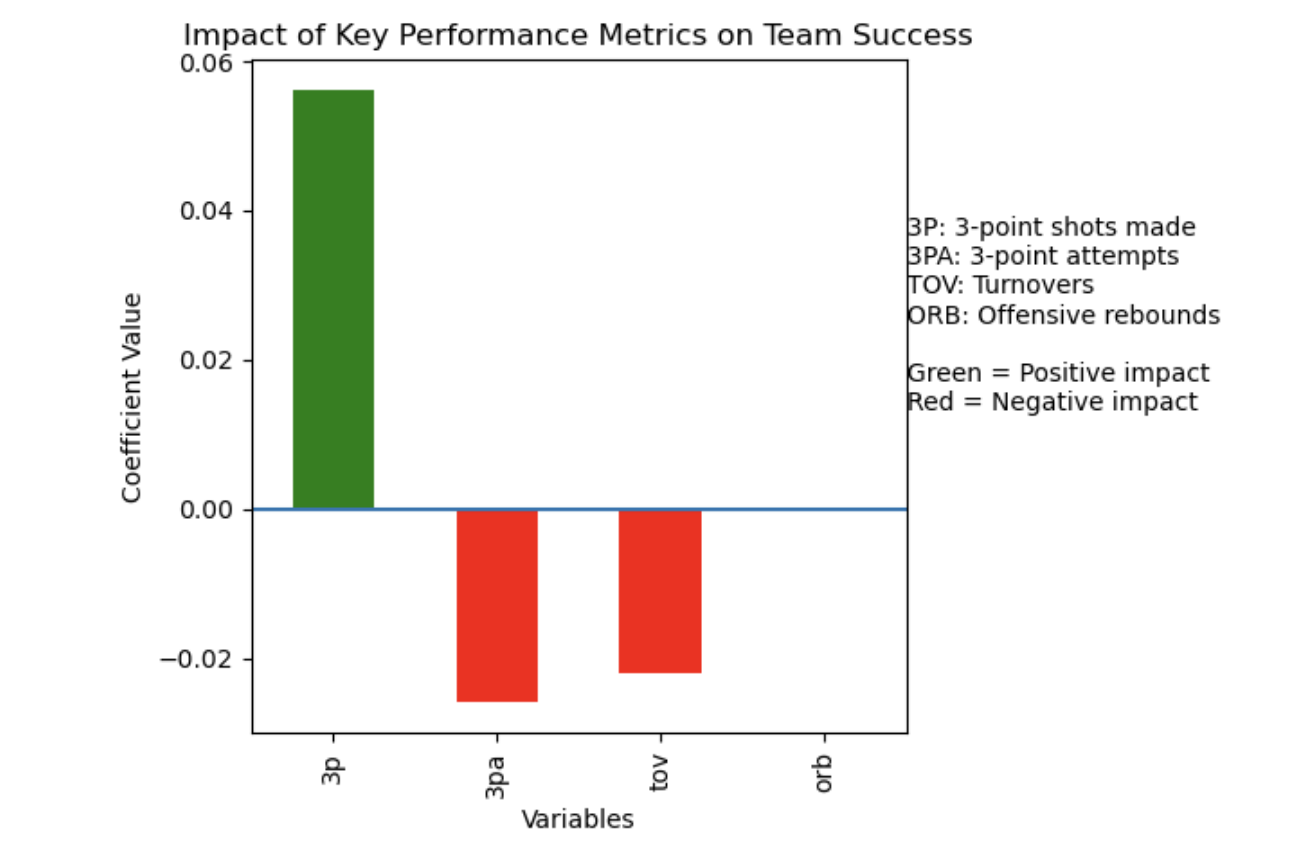 Impact of Key Performance Metrics on Team Success
0.06
0.04
0.02
0.00
−0.02
Coefficient Value
3p
3pa
tov
orb
Variables
3P: 3-point shots made
3PA: 3-point attempts
TOV: Turnovers
ORB: Offensive rebounds
Green = Positive impact
Red = Negative impact